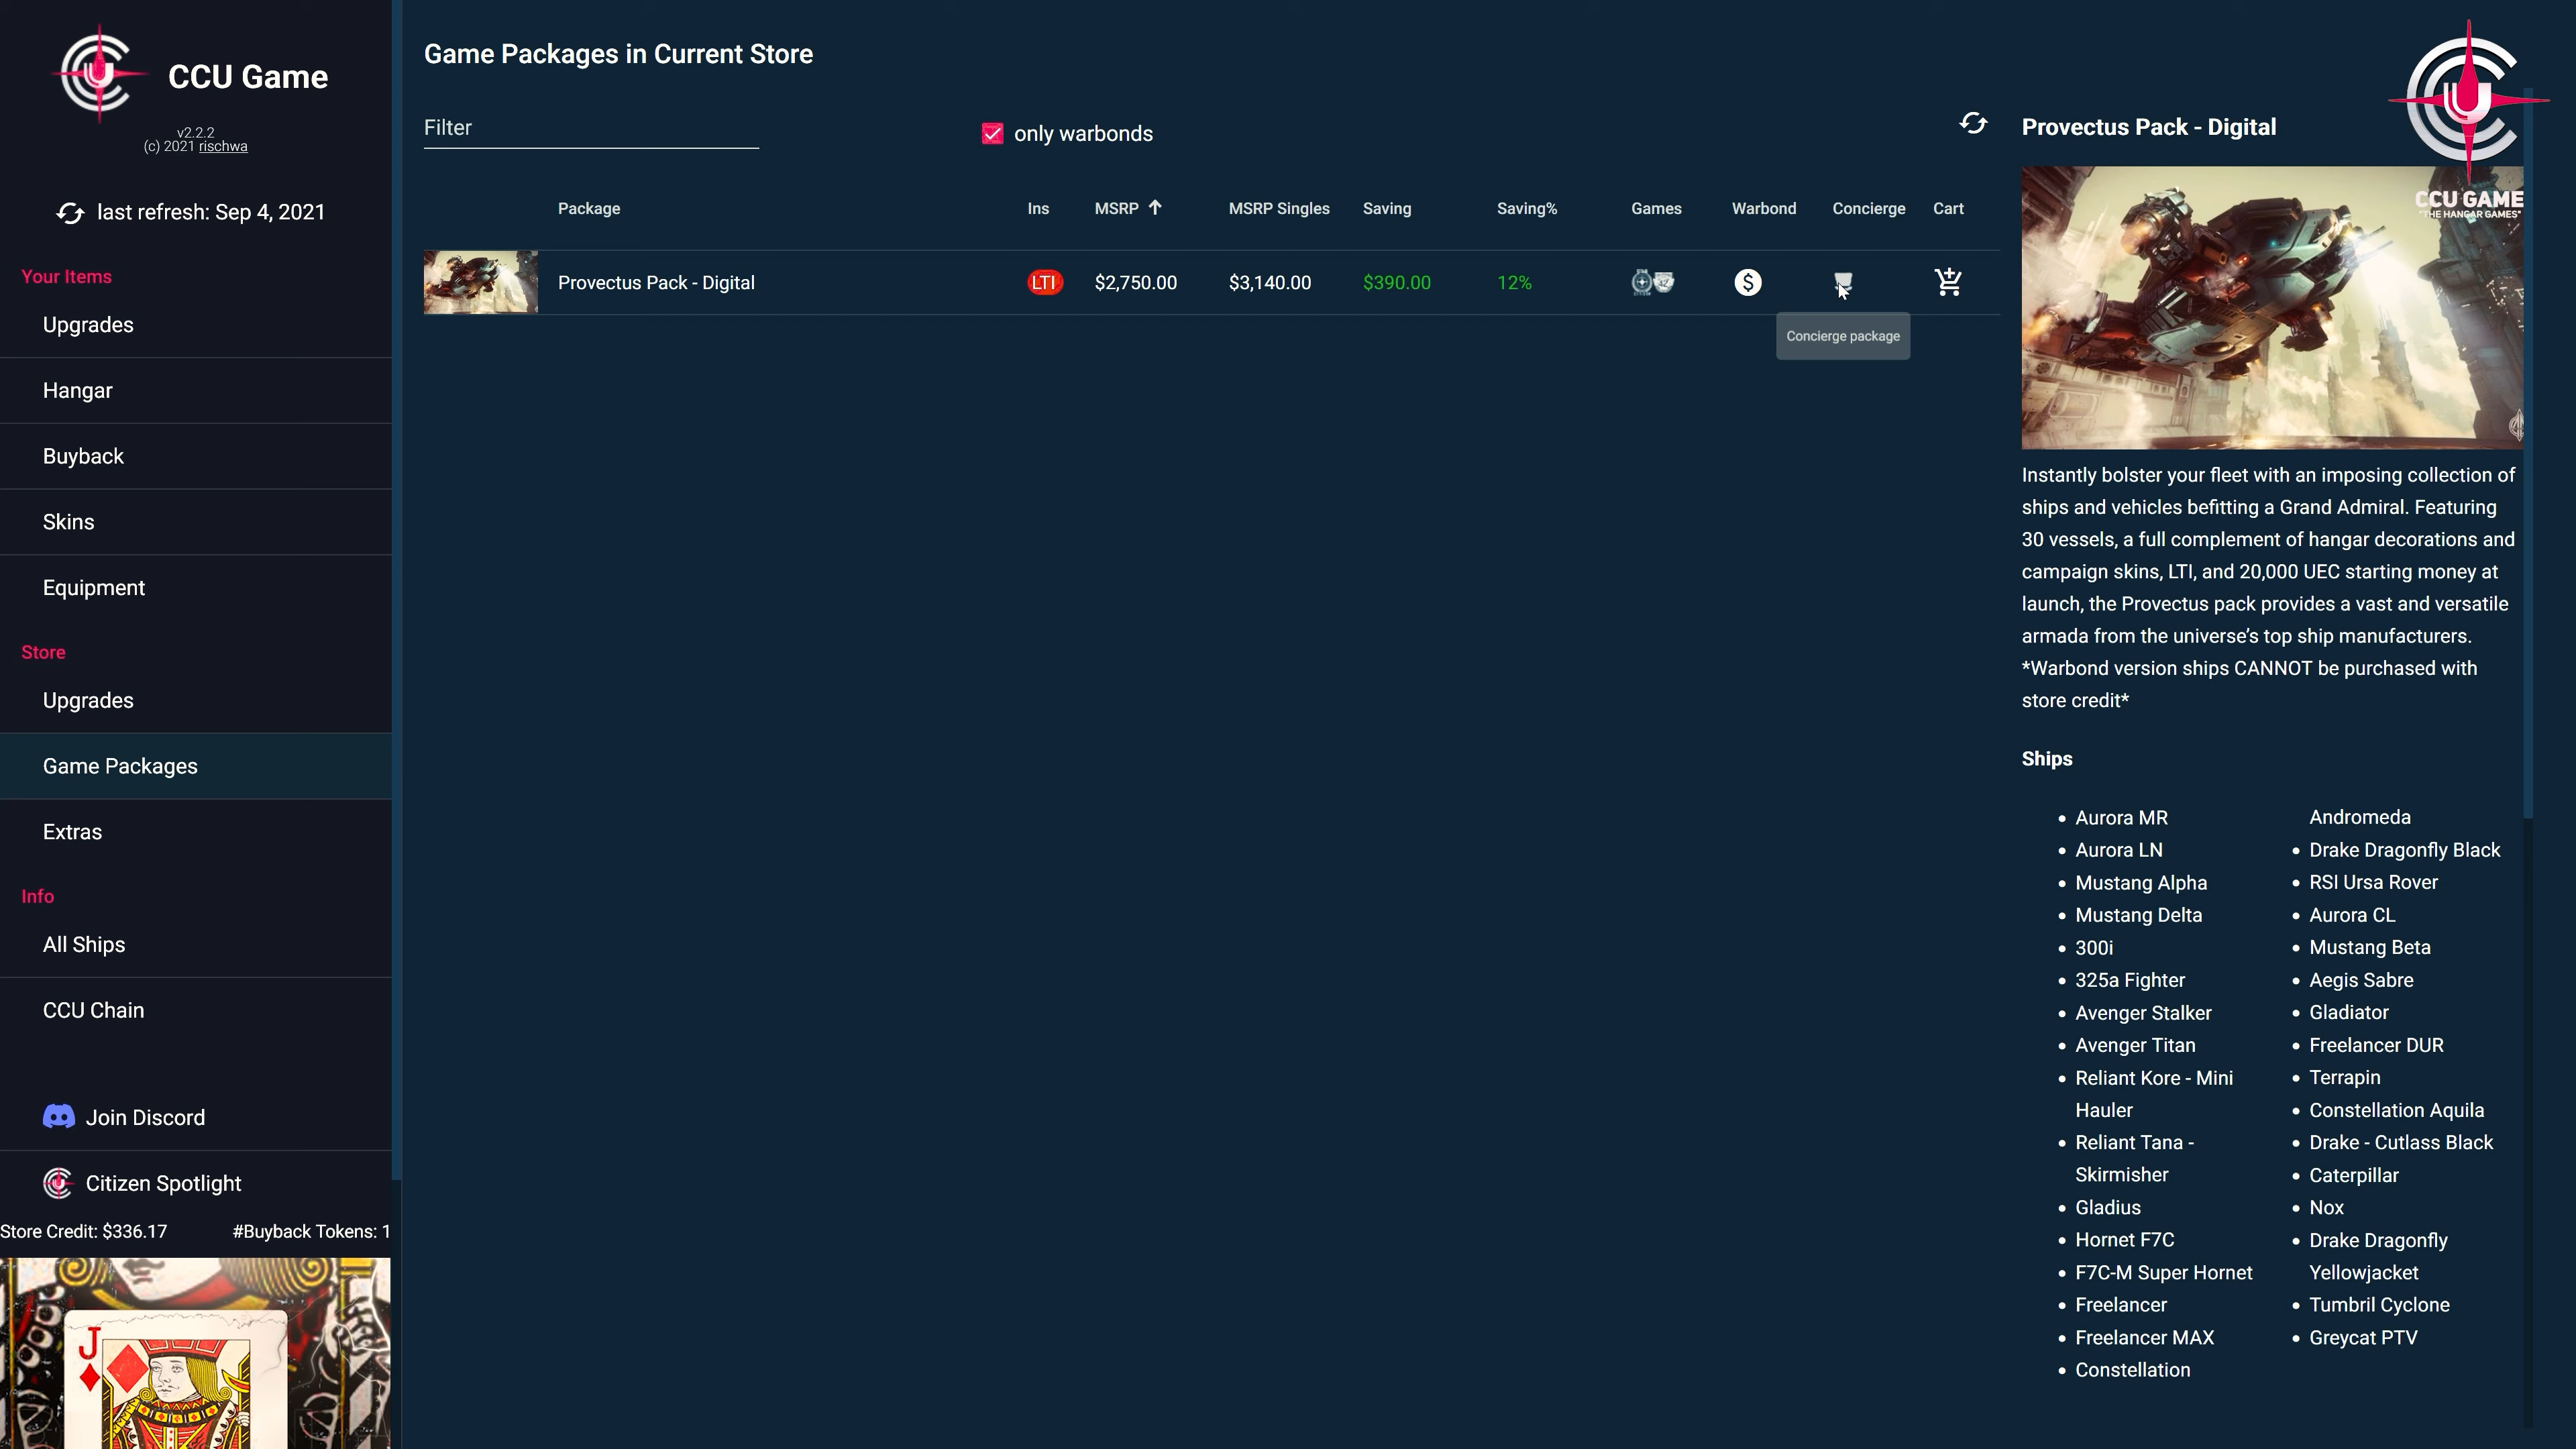 CCU Game
v2.2.2
(c) 2021 rischwa
last refresh: Sep 4, 2021
Your Items
Upgrades
Hangar
Buyback
Skins
Equipment
Store
Upgrades
Game Packages
Extras
Info
All Ships
CCU Chain
Join Discord
Citizen Spotlight
Store Credit: $336.17 #Buyback Tokens: 1
J
Game Packages in Current Store
Filter
only warbonds
Package Ins MSRP MSRP Singles Saving Saving% Games Warbond Concierge Cart
Provectus Pack - Digital LTI $2,750.00 $3,140.00 $390.00 12% $
Concierge package
Provectus Pack - Digital
CCU GAME
"THE HANGAR GAMES"
Instantly bolster your fleet with an imposing collection of
ships and vehicles befitting a Grand Admiral. Featuring
30 vessels, a full complement of hangar decorations and
campaign skins, LTI, and 20,000 UEC starting money at
launch, the Provectus pack provides a vast and versatile
armada from the universe's top ship manufacturers.
*Warbond version ships CANNOT be purchased with
store credit*
Ships
Aurora MR
Aurora LN
Mustang Alpha
Mustang Delta
300i
325a Fighter
Avenger Stalker
Avenger Titan
Reliant Kore - Mini
Hauler
Reliant Tana -
Skirmisher
Gladius
Hornet F7C
F7C-M Super Hornet
Freelancer
Freelancer MAX
Constellation
Andromeda
Drake Dragonfly Black
RSI Ursa Rover
Aurora CL
Mustang Beta
Aegis Sabre
Gladiator
Freelancer DUR
Terrapin
Constellation Aquila
Drake - Cutlass Black
Caterpillar
Nox
Drake Dragonfly
Yellowjacket
Tumbril Cyclone
Greycat PTV